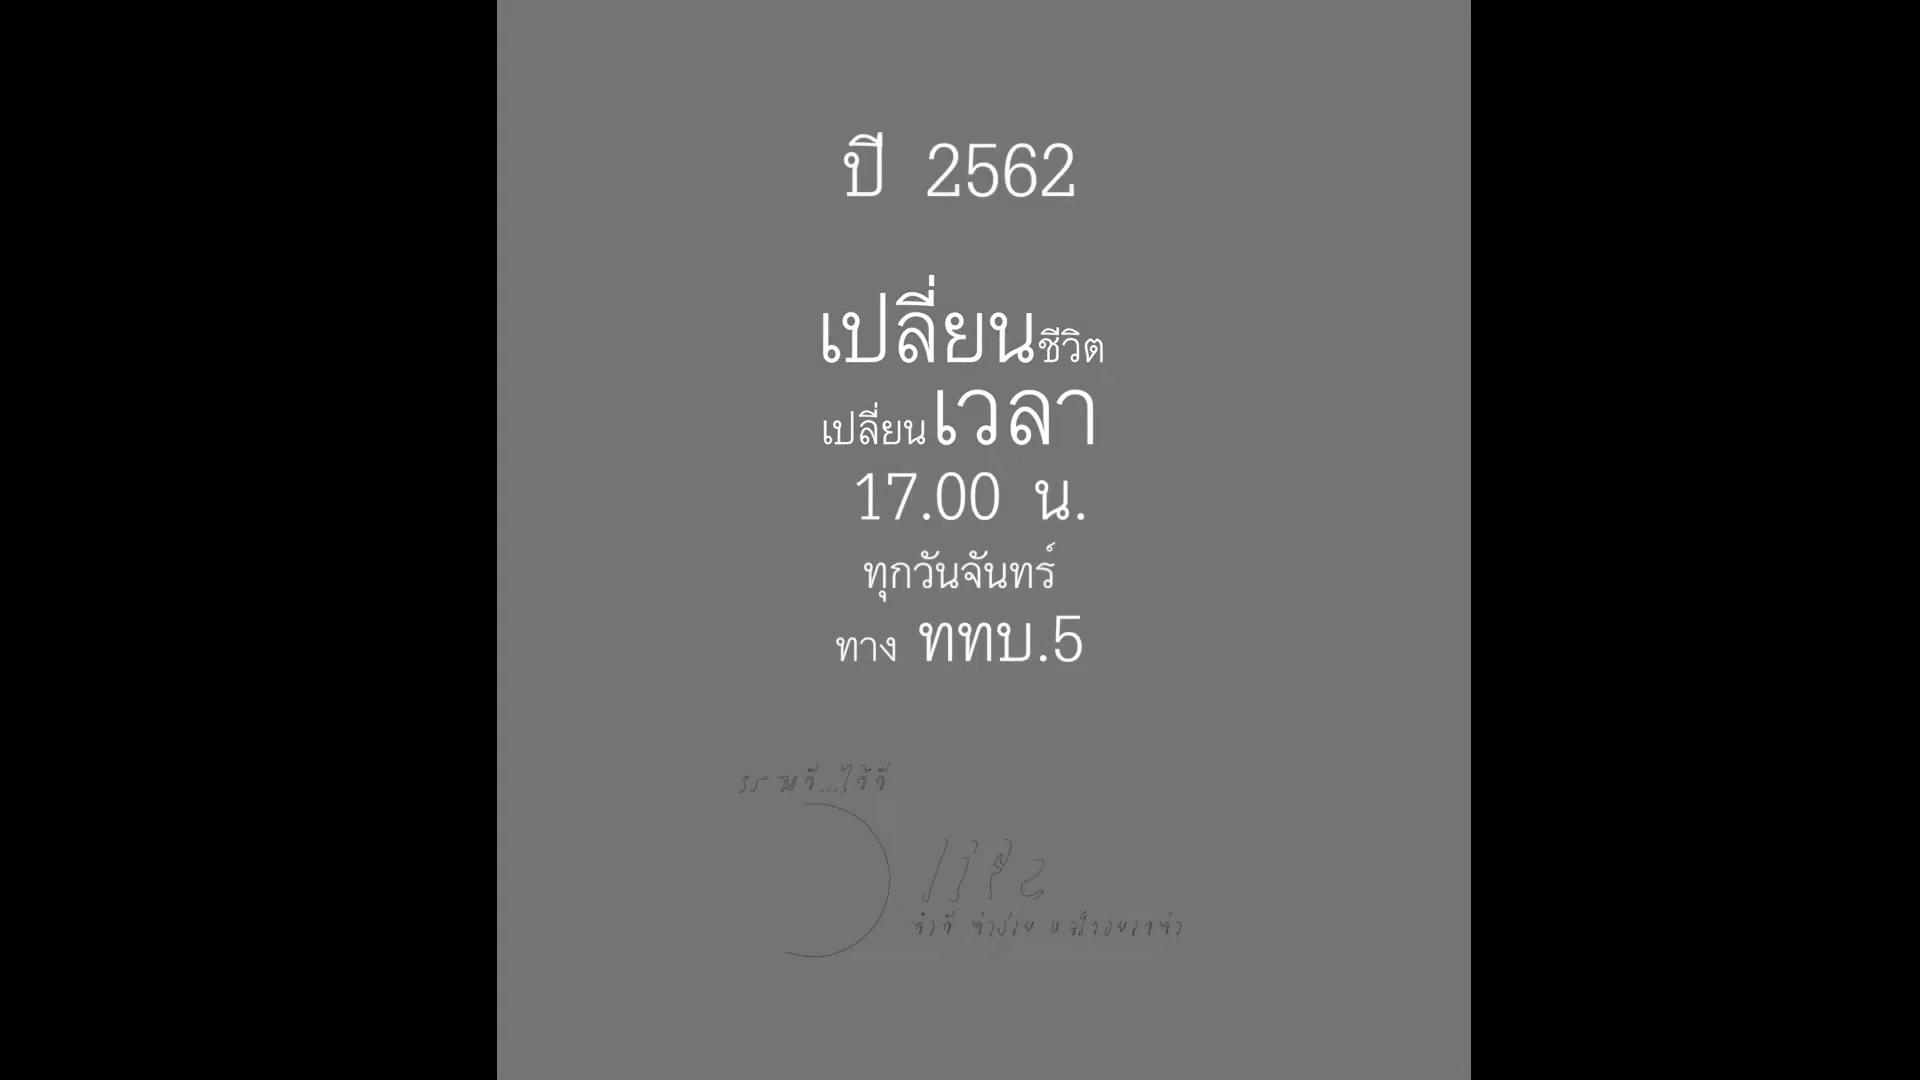 ปี 2562
เปลี่ยนชีวิต
เปลี่ยนเวลา
17.00 น.
ทุกวันจันทร์
ทาง ททบ.5
life